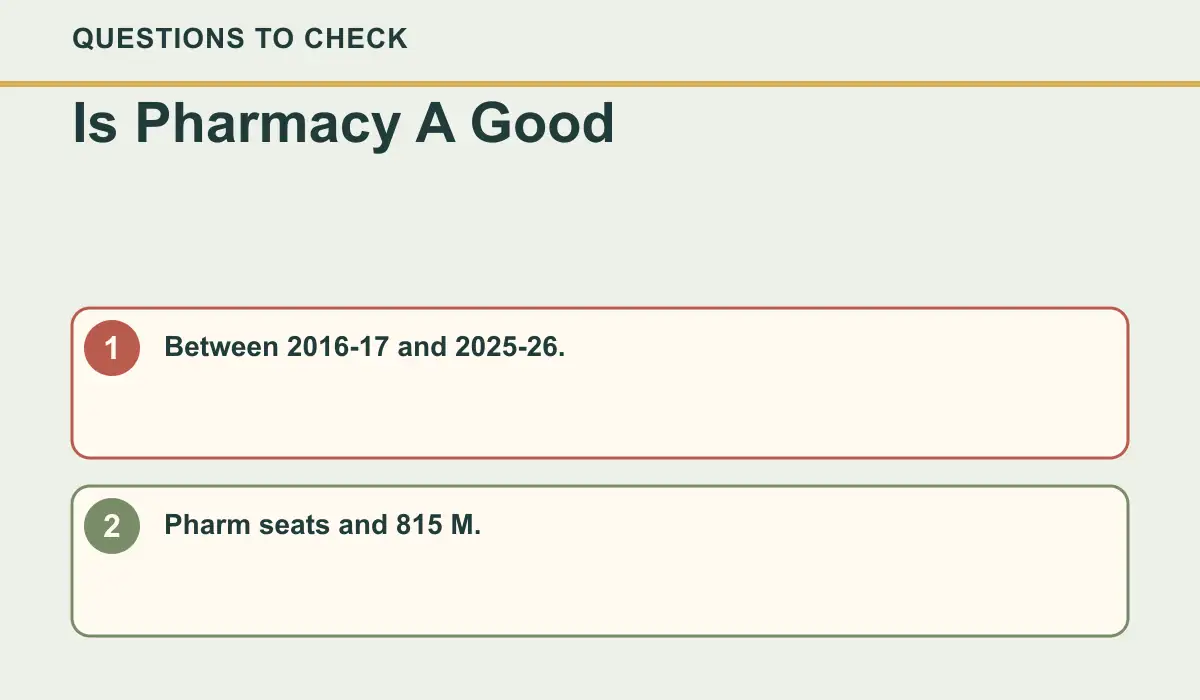 QUESTIONS TO CHECK
Is Pharmacy A Good
1 Between 2016-17 and 2025-26.
2 Pharm seats and 815 M.